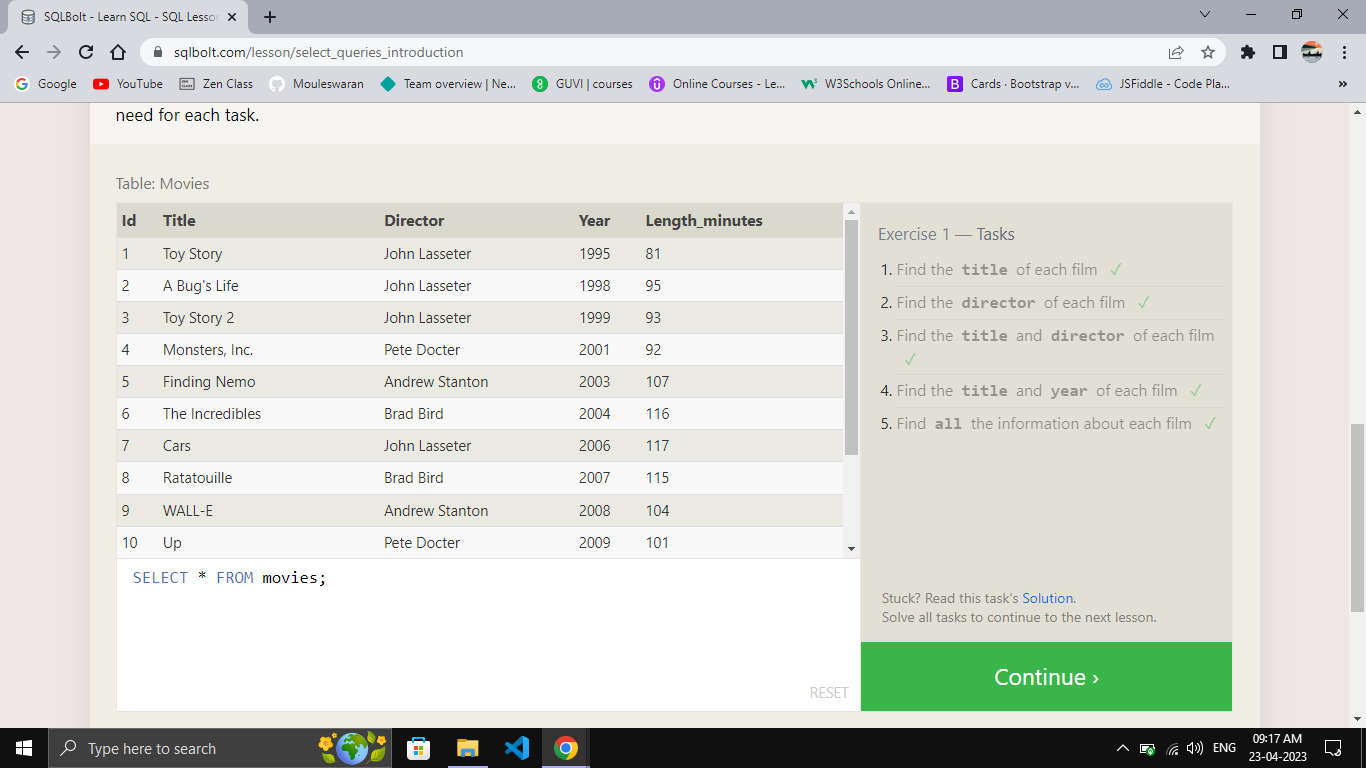 SQLBolt - Learn SQL - SQL Lesson
sqlbolt.com/lesson/select_queries_introduction
Google YouTube Zen Class Mouleswaran Team overview | Ne... GUVI | courses Online Courses - Le... W3Schools Online... Cards · Bootstrap v... JSFiddle - Code Pla... »
need for each task.
Table: Movies
Id Title Director Year Length_minutes
1 Toy Story John Lasseter 1995 81
2 A Bug's Life John Lasseter 1998 95
3 Toy Story 2 John Lasseter 1999 93
4 Monsters, Inc. Pete Docter 2001 92
5 Finding Nemo Andrew Stanton 2003 107
6 The Incredibles Brad Bird 2004 116
7 Cars John Lasseter 2006 117
8 Ratatouille Brad Bird 2007 115
9 WALL-E Andrew Stanton 2008 104
10 Up Pete Docter 2009 101
SELECT * FROM movies;
RESET
Exercise 1 — Tasks
1. Find the title of each film ✓
2. Find the director of each film ✓
3. Find the title and director of each film
✓
4. Find the title and year of each film ✓
5. Find all the information about each film ✓
Stuck? Read this task's Solution.
Solve all tasks to continue to the next lesson.
Continue ›
Type here to search
ENG
09:17 AM
23-04-2023